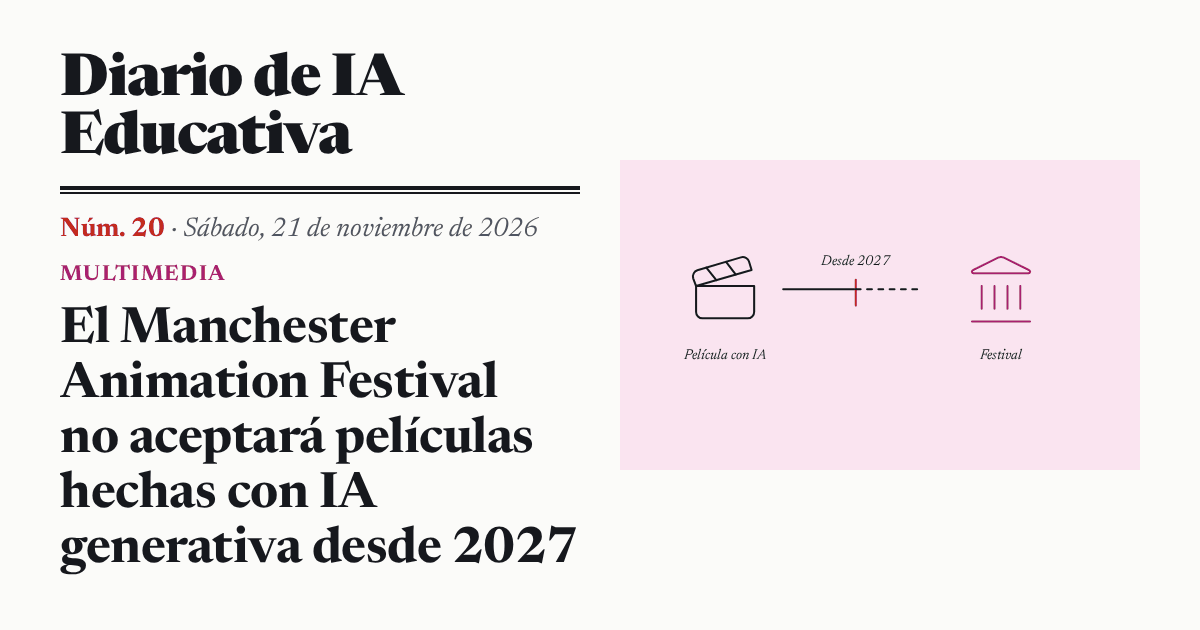 Diario de IA
Educativa
Núm. 20 · Sábado, 21 de noviembre de 2026
MULTIMEDIA
El Manchester
Animation Festival
no aceptará películas
hechas con IA
generativa desde 2027
Desde 2027
Película con IA
Festival